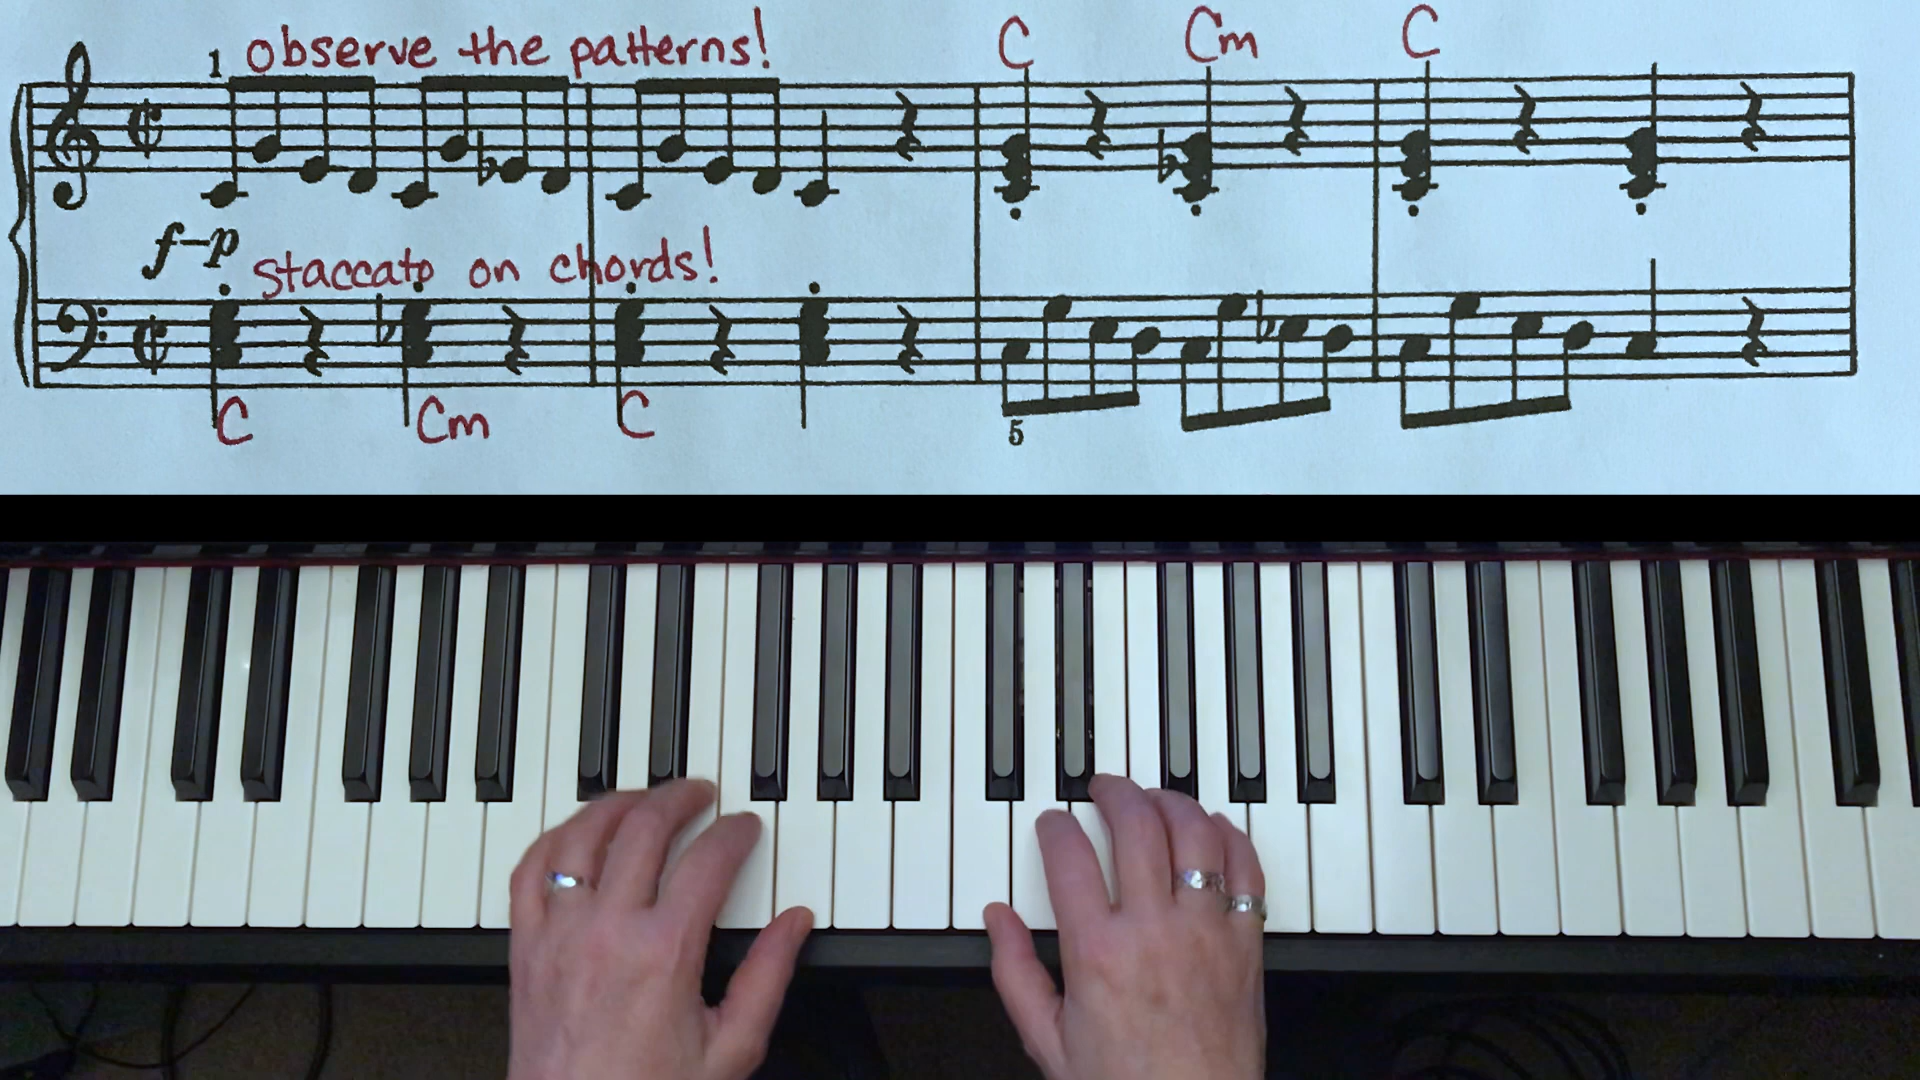 1 observe the patterns!
C Cm C
f-p
staccato on chords!
C Cm C
5